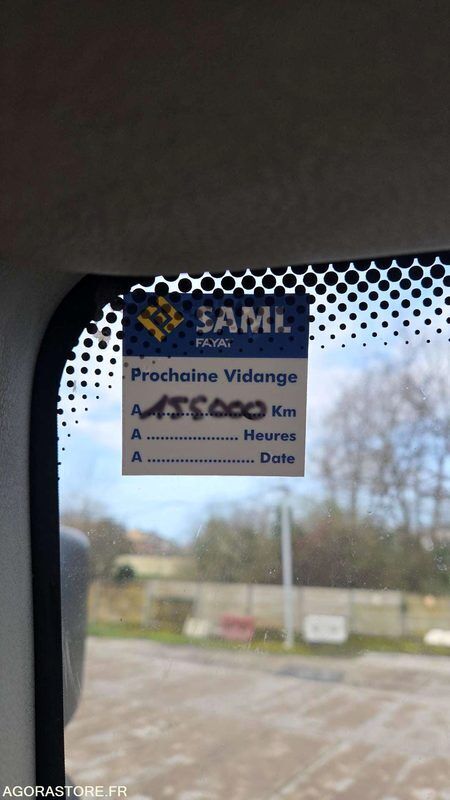 SAML
FAYAT
Prochaine Vidange
A 155000 Km
A ..................... Heures
A ......................... Date
AGORASTORE.FR